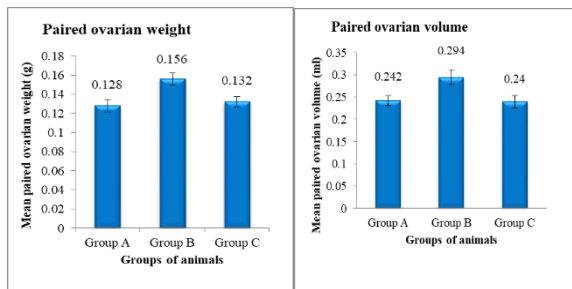 Paired ovarian weight
Mean paired ovarian weight (g)
0.18
0.16
0.14
0.12
0.1
0.08
0.06
0.04
0.02
0
0.128
0.156
0.132
Group A
Group B
Group C
Groups of animals
Paired ovarian volume
Mean paired ovarian volume (ml)
0.35
0.3
0.25
0.2
0.15
0.1
0.05
0
0.242
0.294
0.24
Group A
Group B
Group C
Groups of animals